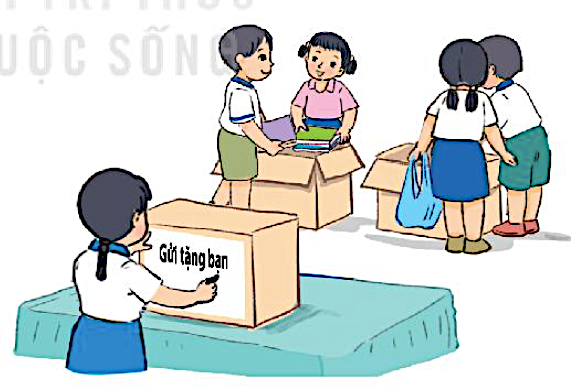 UỘC SỐNG
Gửi tặng bạn